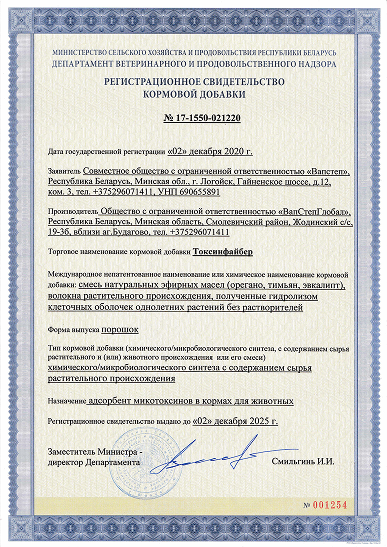 МИНИСТЕРСТВО СЕЛЬСКОГО ХОЗЯЙСТВА И ПРОДОВОЛЬСТВИЯ РЕСПУБЛИКИ БЕЛАРУСЬ
ДЕПАРТАМЕНТ ВЕТЕРИНАРНОГО И ПРОДОВОЛЬСТВЕННОГО НАДЗОРА
РЕГИСТРАЦИОННОЕ СВИДЕТЕЛЬСТВО
КОРМОВОЙ ДОБАВКИ
№ 17-1550-021220
Дата государственной регистрации «02» декабря 2020 г.
Заявитель Совместное общество с ограниченной ответственностью «Вапстеп»,
Республика Беларусь, Минская обл., г. Логойск, Гайненское шоссе, д.12,
ком. 3, тел. +375296071411, УНП 690655891
Производитель Общество с ограниченной ответственностью «ВапСтепГлобал»,
Республика Беларусь, Минская область, Смолевичский район, Жодинский с/с,
19-3б, вблизи аг.Будагово, тел. +375296071411
Торговое наименование кормовой добавки Токсинфайбер
Международное непатентованное наименование или химическое наименование кормовой
добавки: смесь натуральных эфирных масел (орегано, тимьян, эвкалипт),
волокна растительного происхождения, полученные гидролизом
клеточных оболочек однолетних растений без растворителей
Форма выпуска порошок
Тип кормовой добавки (химического/микробиологического синтеза, с содержанием сырья
растительного и (или) животного происхождения или его смеси)
химического/микробиологического синтеза с содержанием сырья
растительного происхождения
Назначение адсорбент микотоксинов в кормах для животных
Регистрационное свидетельство выдано до «02» декабря 2025 г.
Заместитель Министра -
директор Департамента Смильгинь И.И.
№ 001254